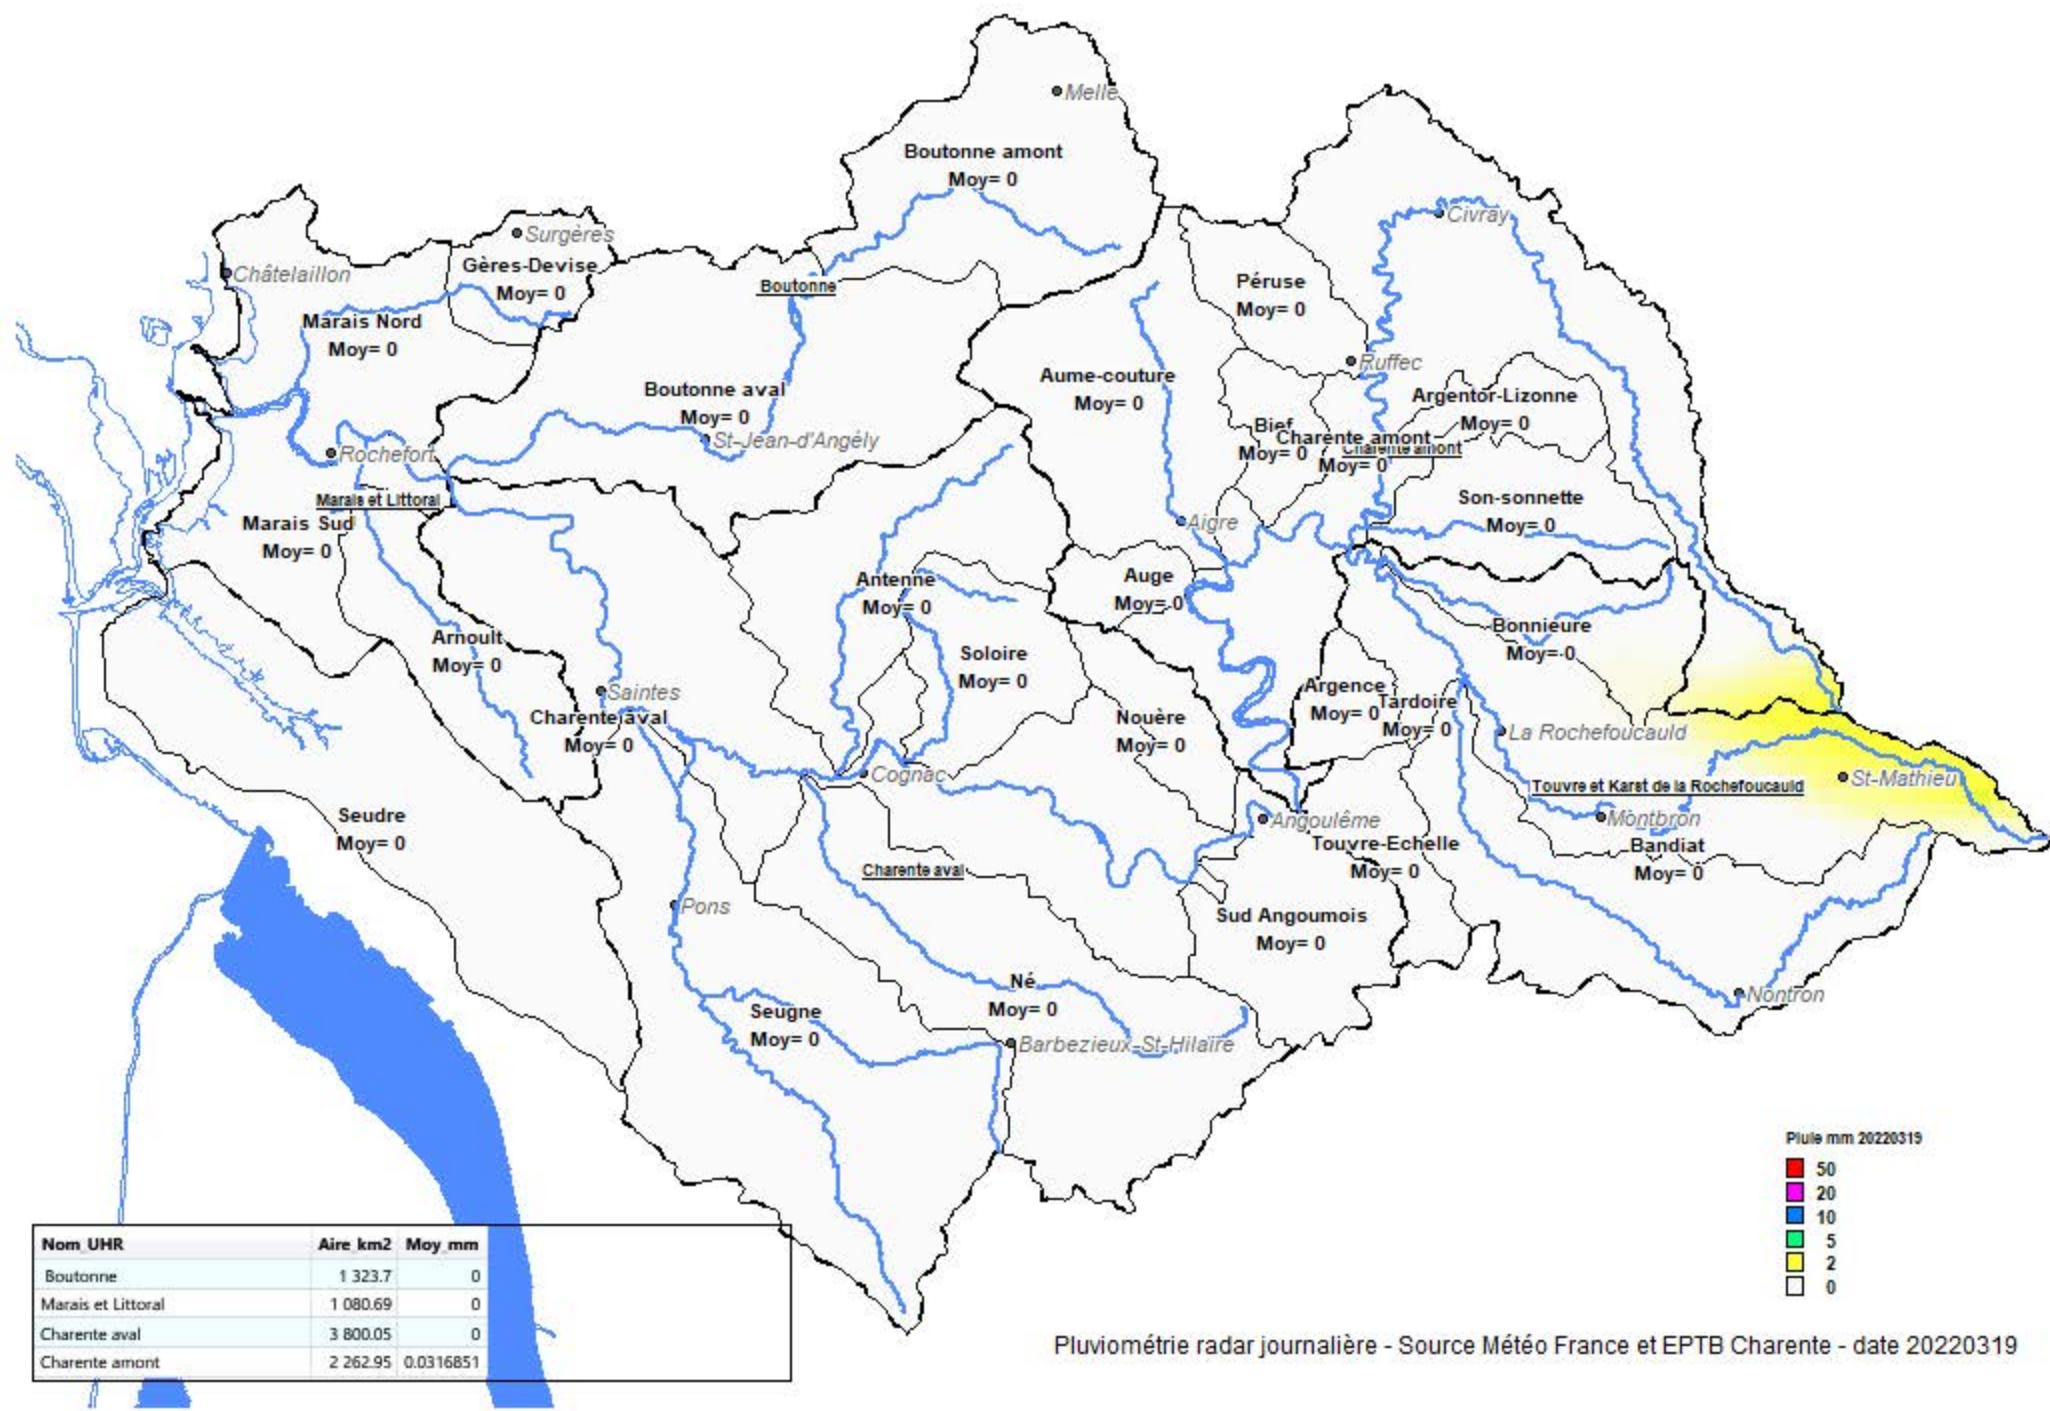 Melle
Boutonne amont
Moy= 0
Civray
Surgères
Châtelaillon
Gères-Devise
Moy= 0
Boutonne
Péruse
Moy= 0
Marais Nord
Moy= 0
Ruffec
Aume-couture
Moy= 0
Boutonne aval
Moy= 0
Argentor-Lizonne
Moy= 0
St-Jean-d'Angély
Bief
Moy= 0
Charente amont
Moy= 0
Charente amont
Rochefort
Marais et Littoral
Son-sonnette
Moy= 0
Marais Sud
Moy= 0
Aigre
Antenne
Moy= 0
Auge
Moy= 0
Bonnieure
Moy= 0
Arnoult
Moy= 0
Soloire
Moy= 0
Saintes
Argence
Moy= 0
Tardoire
Moy= 0
Charente aval
Moy= 0
Nouère
Moy= 0
La Rochefoucauld
Cognac
St-Mathieu
Touvre et Karst de la Rochefoucauld
Seudre
Moy= 0
Angoulême
Montbron
Touvre-Echelle
Moy= 0
Bandiat
Moy= 0
Charente aval
Pons
Sud Angoumois
Moy= 0
Né
Moy= 0
Nontron
Seugne
Moy= 0
Barbezieux-St-Hilaire
Pluie mm 20220319
50
20
10
5
2
0
Nom_UHR Aire_km2 Moy_mm
Boutonne 1 323.7 0
Marais et Littoral 1 080.69 0
Charente aval 3 800.05 0
Charente amont 2 262.95 0.0316851
Pluviométrie radar journalière - Source Météo France et EPTB Charente - date 20220319